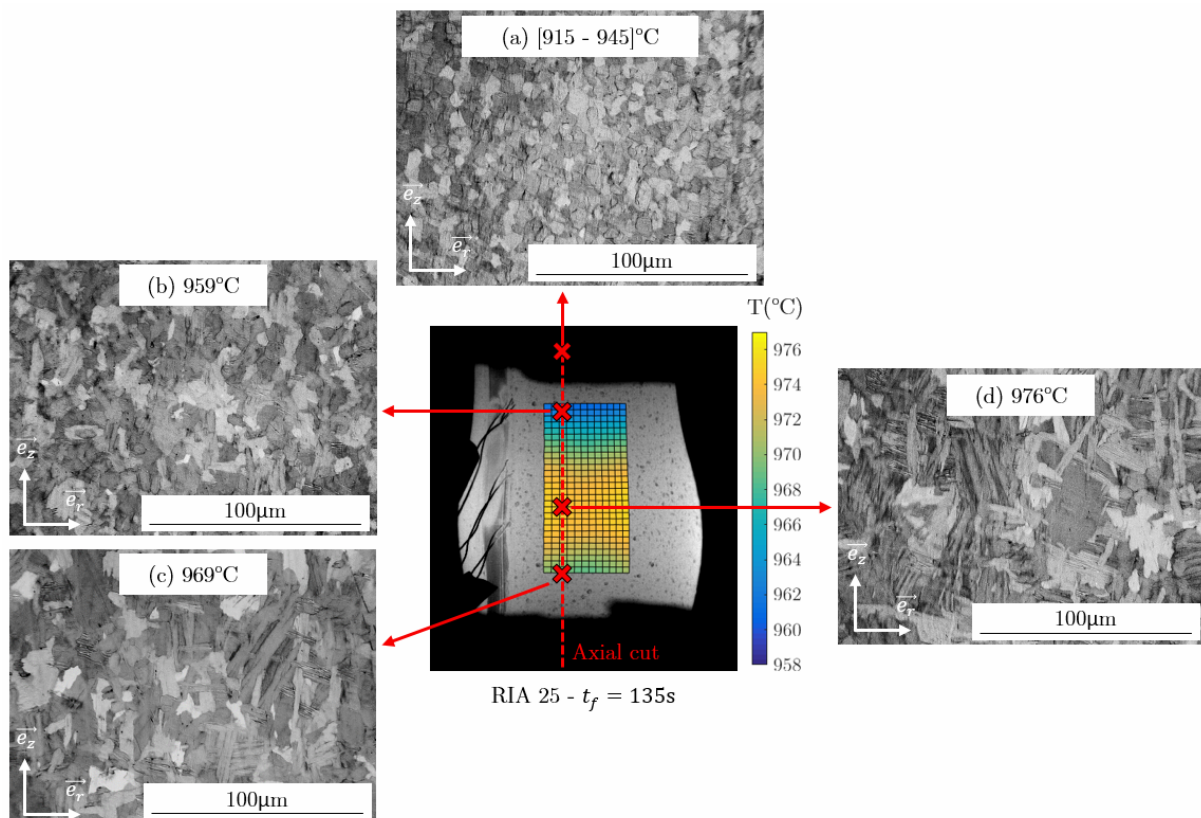 (a) [915 - 945]°C
e_z
e_r
100μm
(b) 959°C
e_z
e_r
100μm
T(°C)
976
974
972
970
968
966
964
962
960
958
(d) 976°C
e_z
e_r
100μm
(c) 969°C
e_z
e_r
100μm
Axial cut
RIA 25 - t_f = 135s